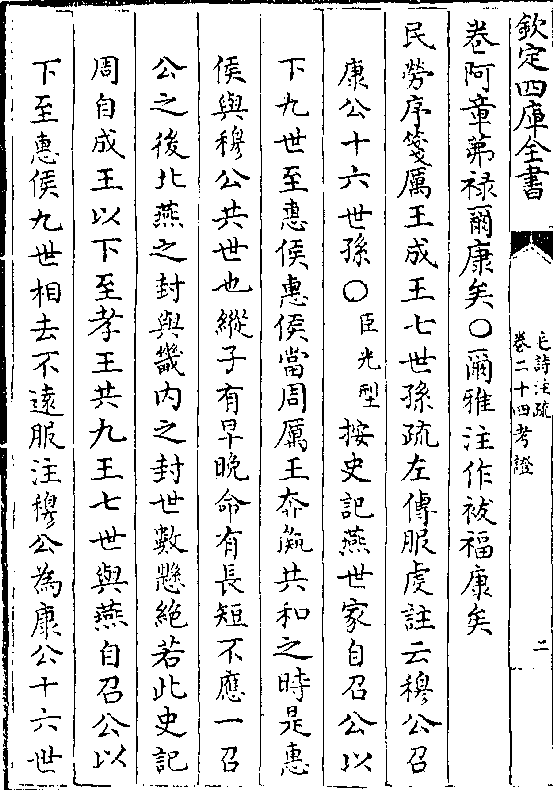 欽定四庫全書
毛詩注疏
卷二十四考證
二
卷阿章茀祿爾康矣〇爾雅注作祓福康矣
民勞序箋厲王成王七世孫疏左傳服虔註云穆公召
康公十六世孫〇臣光型按史記燕世家自召公以
下九世至惠侯惠侯當周厲王奔彘共和之時是惠
侯與穆公共世也縱子有早晚命有長短不應一召
公之後北燕之封與畿内之封世數懸絕若此史記
周自成王以下至孝王共九王七世與燕自召公以
下至惠侯九世相去不遠服注穆公為康公十六世